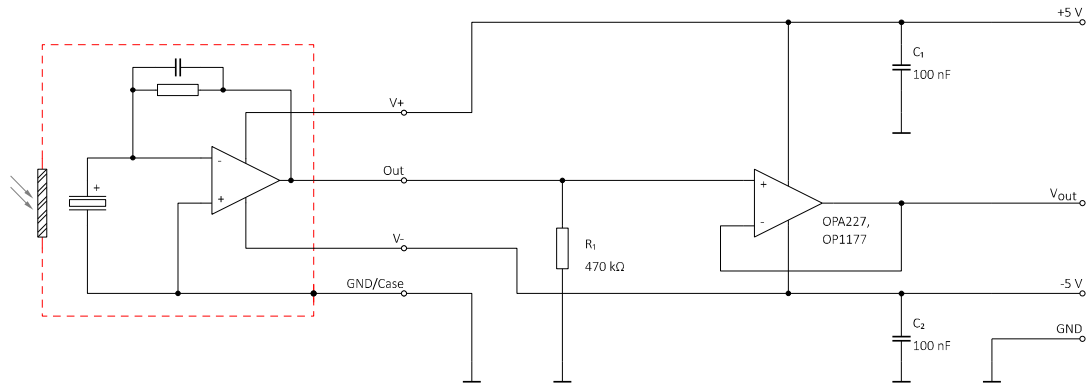 +5 V
C₁
100 nF
V+
-
+
+
Out
+
-
Vout
OPA227,
OP1177
R₁
470 kΩ
V-
GND/Case
-5 V
C₂
100 nF
GND